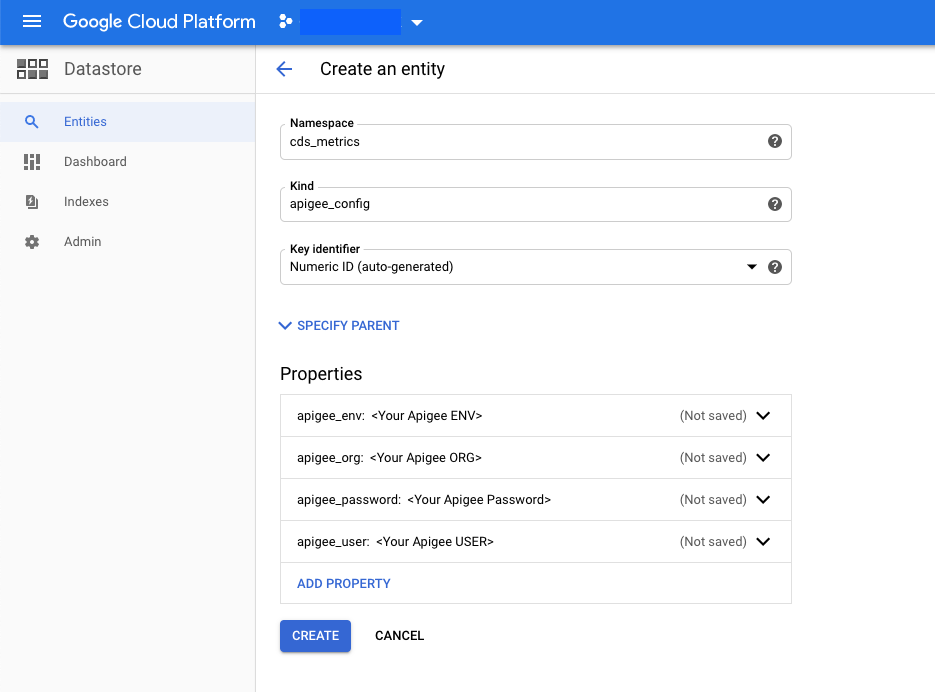 Google Cloud Platform
Datastore
Create an entity
Entities
Dashboard
Indexes
Admin
Namespace
cds_metrics
Kind
apigee_config
Key identifier
Numeric ID (auto-generated)
SPECIFY PARENT
Properties
apigee_env: <Your Apigee ENV> (Not saved)
apigee_org: <Your Apigee ORG> (Not saved)
apigee_password: <Your Apigee Password> (Not saved)
apigee_user: <Your Apigee USER> (Not saved)
ADD PROPERTY
CREATE CANCEL